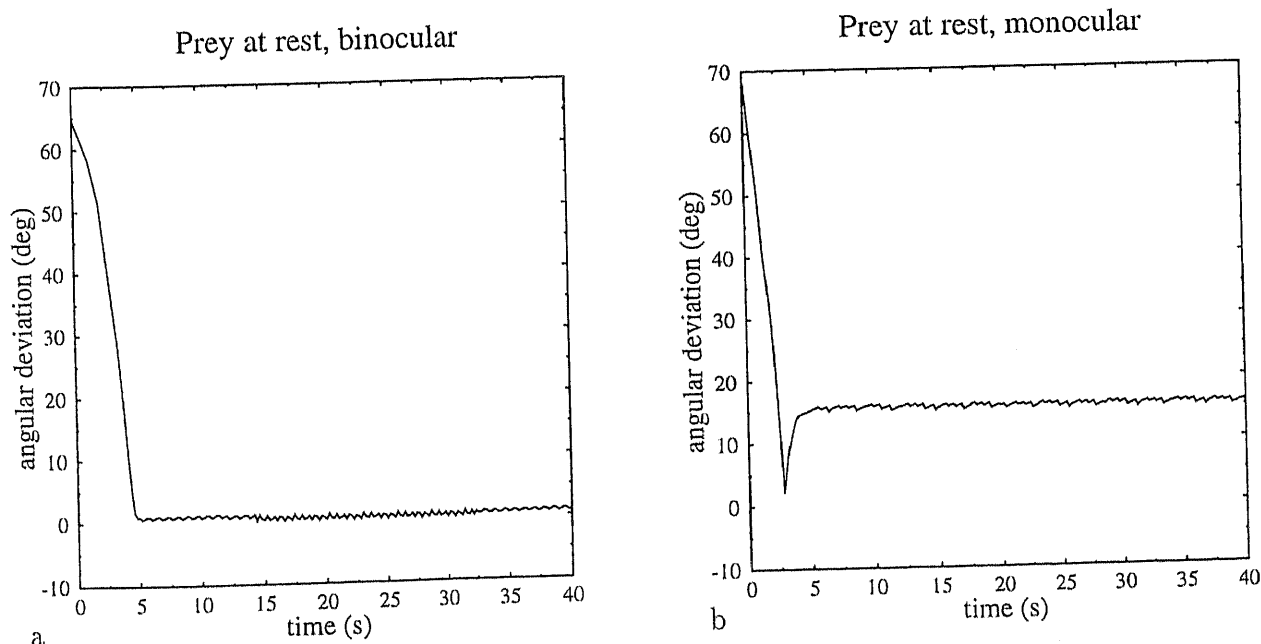 Prey at rest, binocular
70
60
50
40
30
20
10
0
-10
angular deviation (deg)
0 5 10 15 20 25 30 35 40
time (s)
a
Prey at rest, monocular
70
60
50
40
30
20
10
0
-10
angular deviation (deg)
0 5 10 15 20 25 30 35 40
time (s)
b